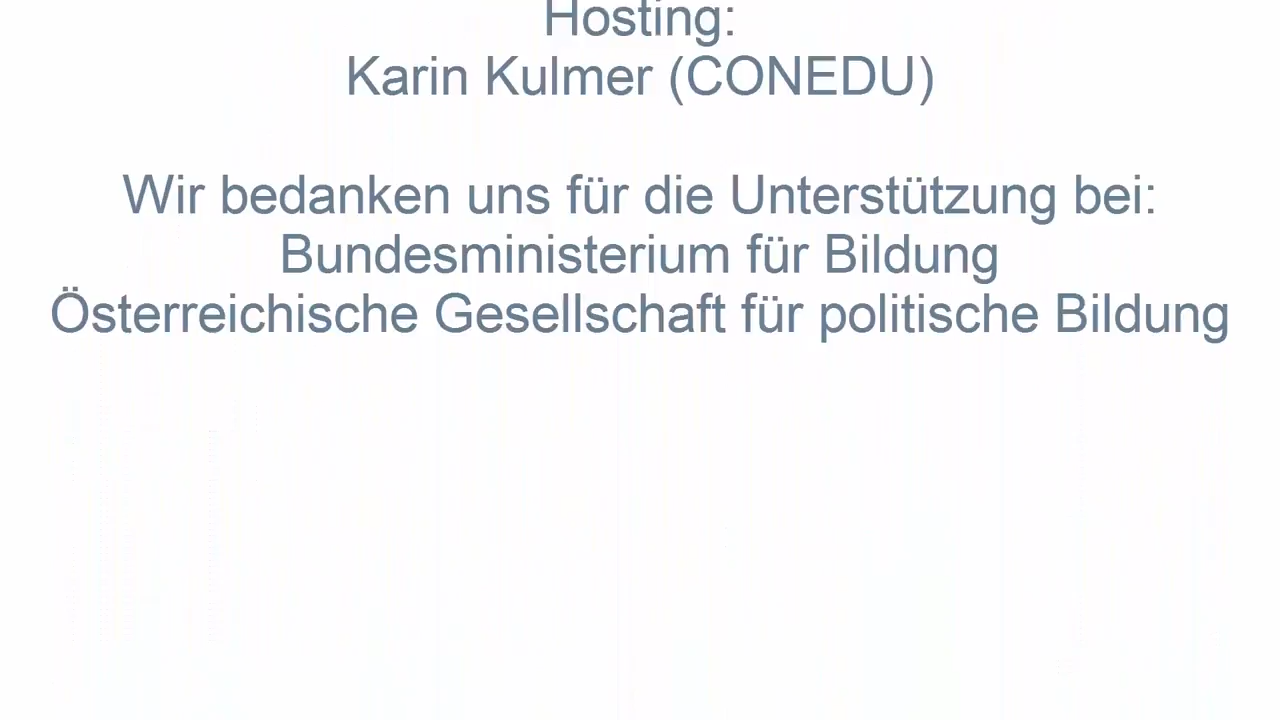 Hosting:
Karin Kulmer (CONEDU)
Wir bedanken uns für die Unterstützung bei:
Bundesministerium für Bildung
Österreichische Gesellschaft für politische Bildung